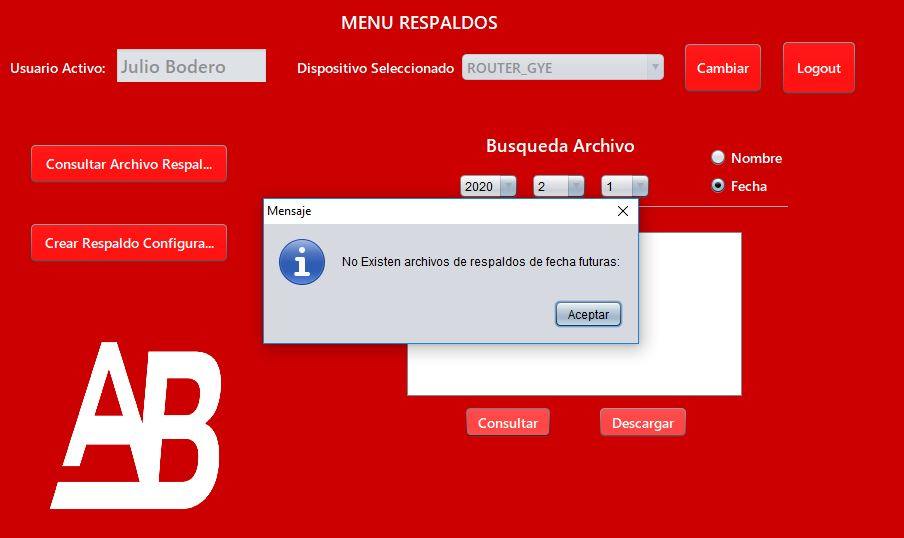 MENU RESPALDOS
Usuario Activo: Julio Bodero Dispositivo Seleccionado ROUTER_GYE Cambiar Logout
Consultar Archivo Respal...
Busqueda Archivo
Nombre
2020 2 1 Fecha
Crear Respaldo Configura...
Mensaje
No Existen archivos de respaldos de fecha futuras:
Aceptar
AB
Consultar Descargar